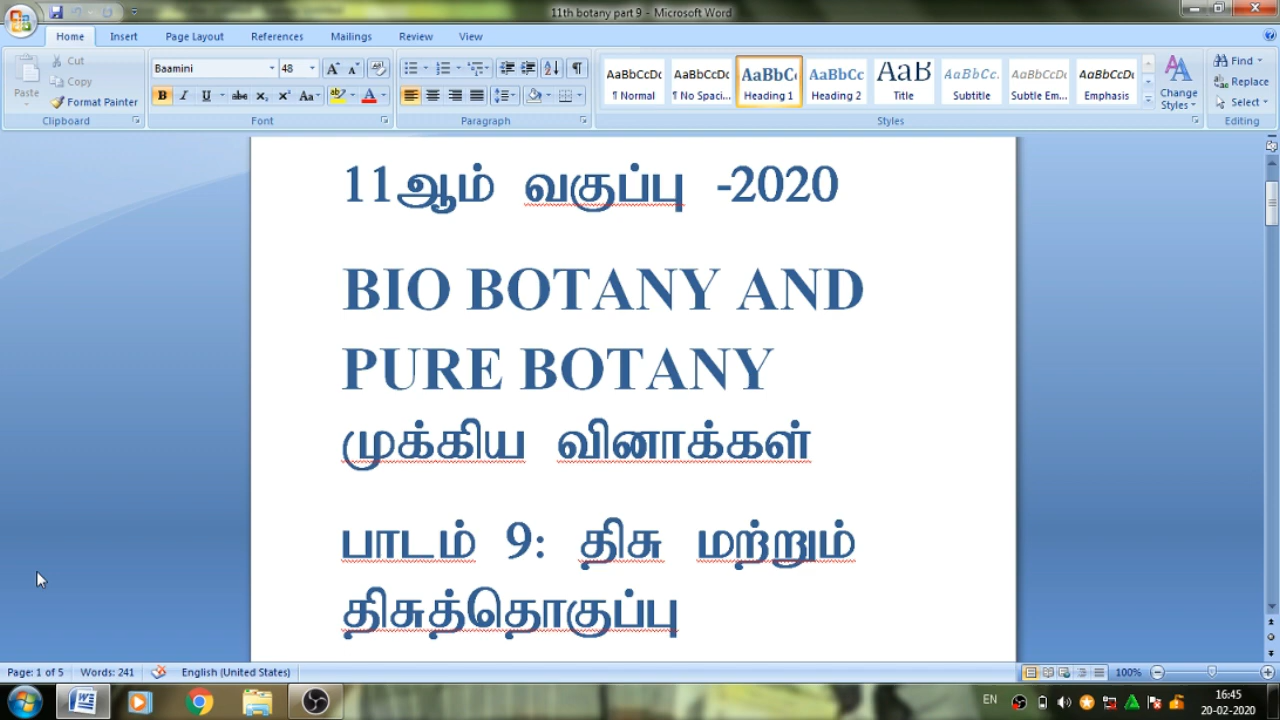 11th botany part 9 - Microsoft Word
Home Insert Page Layout References Mailings Review View
Paste Cut Copy Format Painter
Baamini 48
AaBbCcDc AaBbCcDc AaBbCc AaBbCc AaB AaBbCc. AaBbCcDc AaBbCcDc
¶ Normal ¶ No Spaci... Heading 1 Heading 2 Title Subtitle Subtle Em... Emphasis
Change Styles
Find Replace Select
Clipboard Font Paragraph Styles Editing
11ஆம் வகுப்பு -2020
BIO BOTANY AND
PURE BOTANY
முக்கிய வினாக்கள்
பாடம் 9: திசு மற்றும்
திசுத்தொகுப்பு
Page: 1 of 5 Words: 241 English (United States) 100%
EN 16:45
20-02-2020